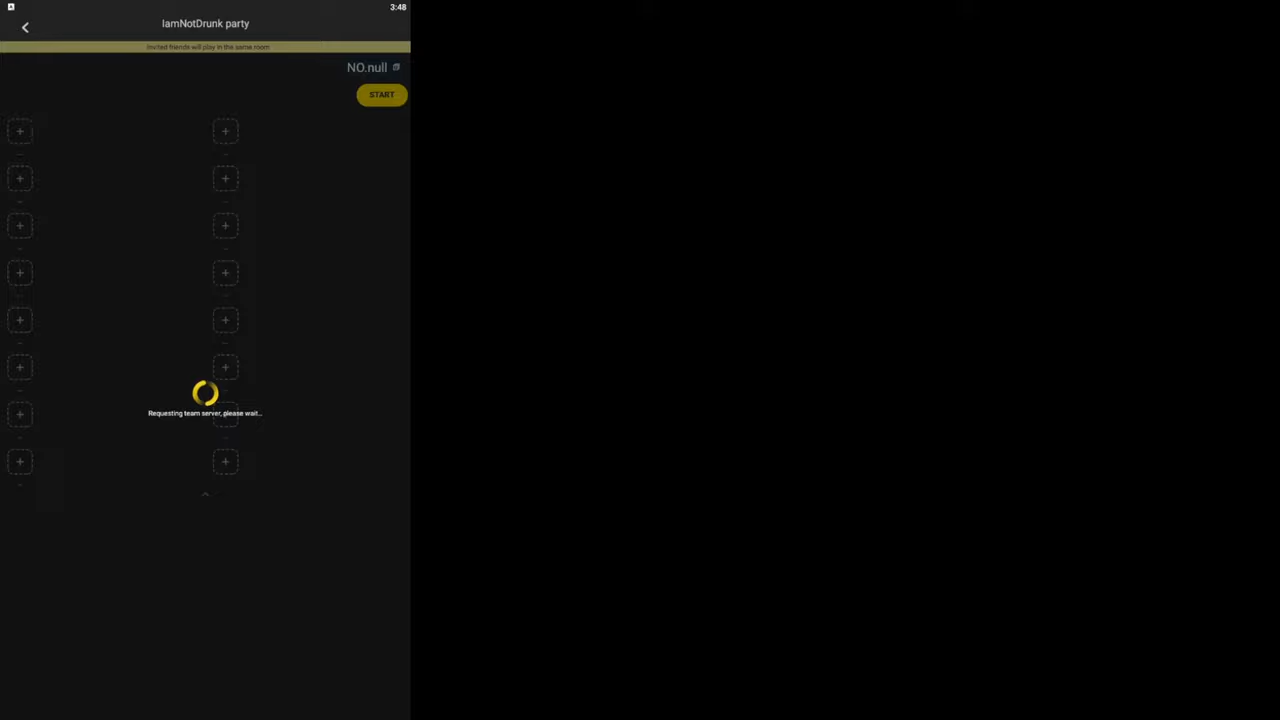 3:48
IamNotDrunk party
Invited friends will play in the same room
NO.null
START
Requesting team server, please wait...